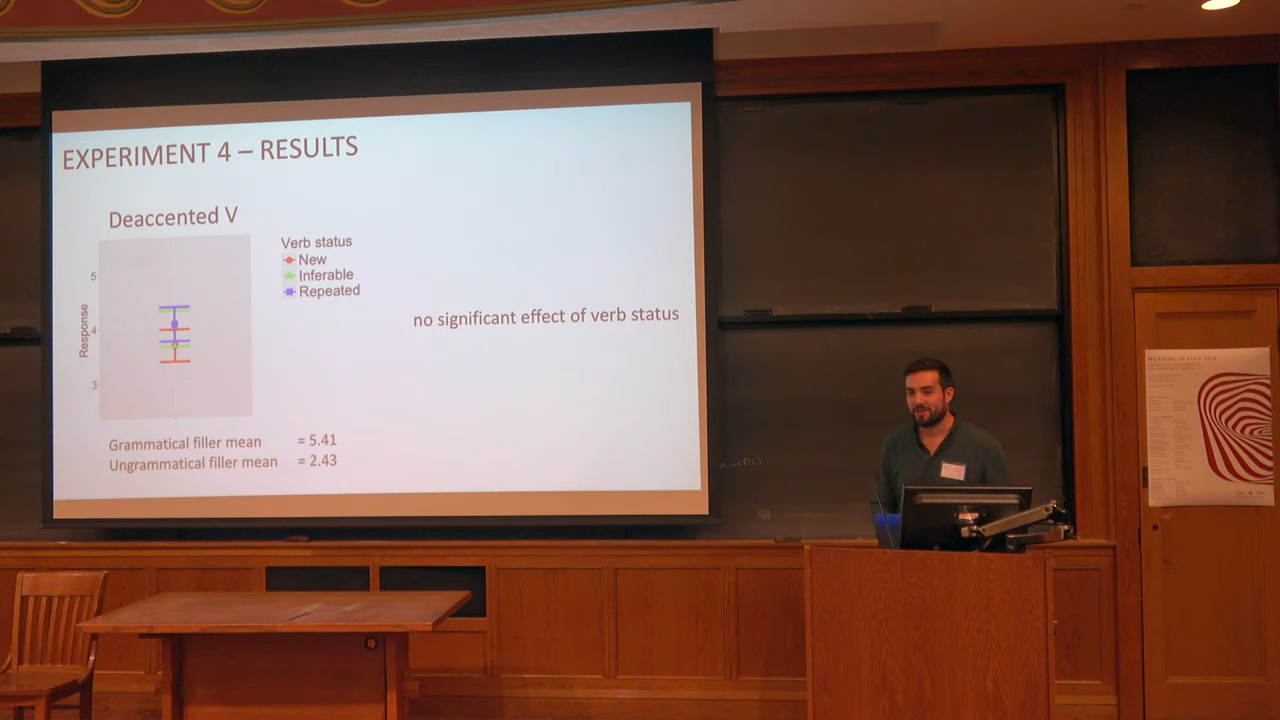 EXPERIMENT 4 – RESULTS
Deaccented V
Verb status
New
Inferable
Repeated
5
4
3
Response
no significant effect of verb status
Grammatical filler mean = 5.41
Ungrammatical filler mean = 2.43